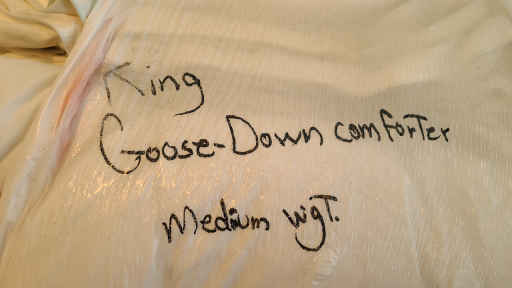 King
Goose-Down comforter
Medium wgt.